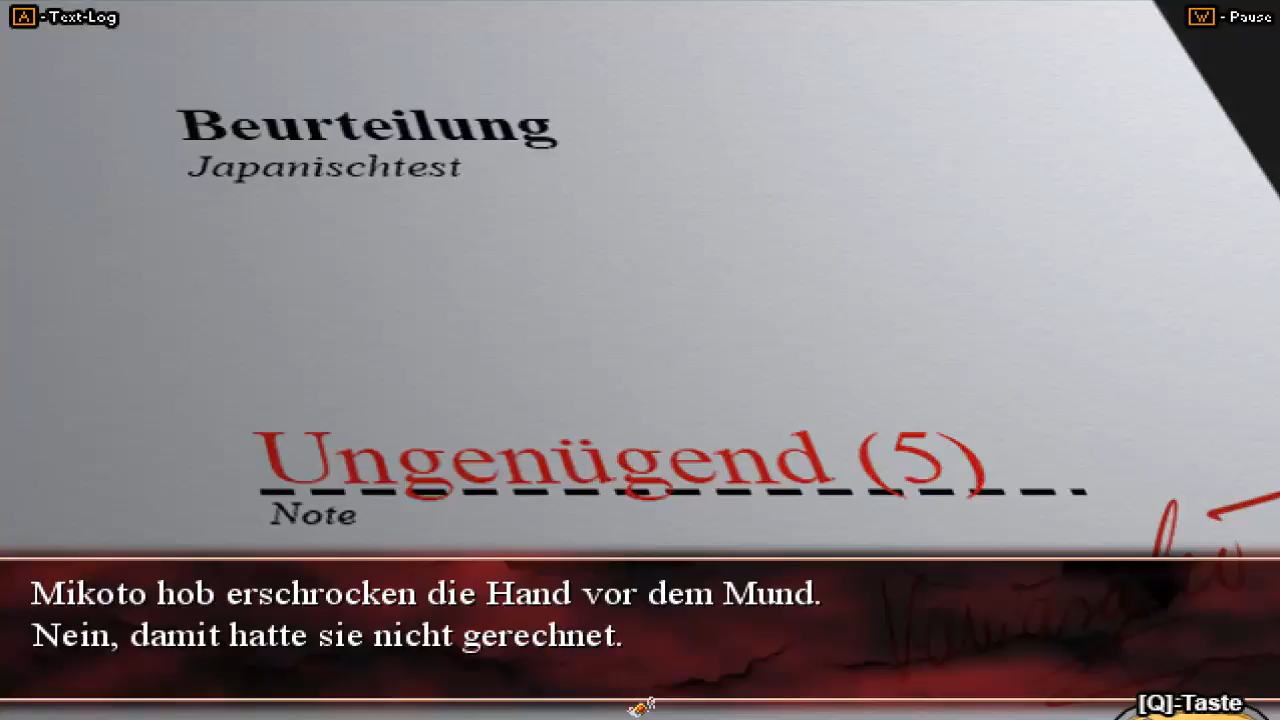 A - Text-Log
W - Pause
Beurteilung
Japanischtest
Ungenügend (5)
Note
Mikoto hob erschrocken die Hand vor dem Mund.
Nein, damit hatte sie nicht gerechnet.
[Q]-Taste